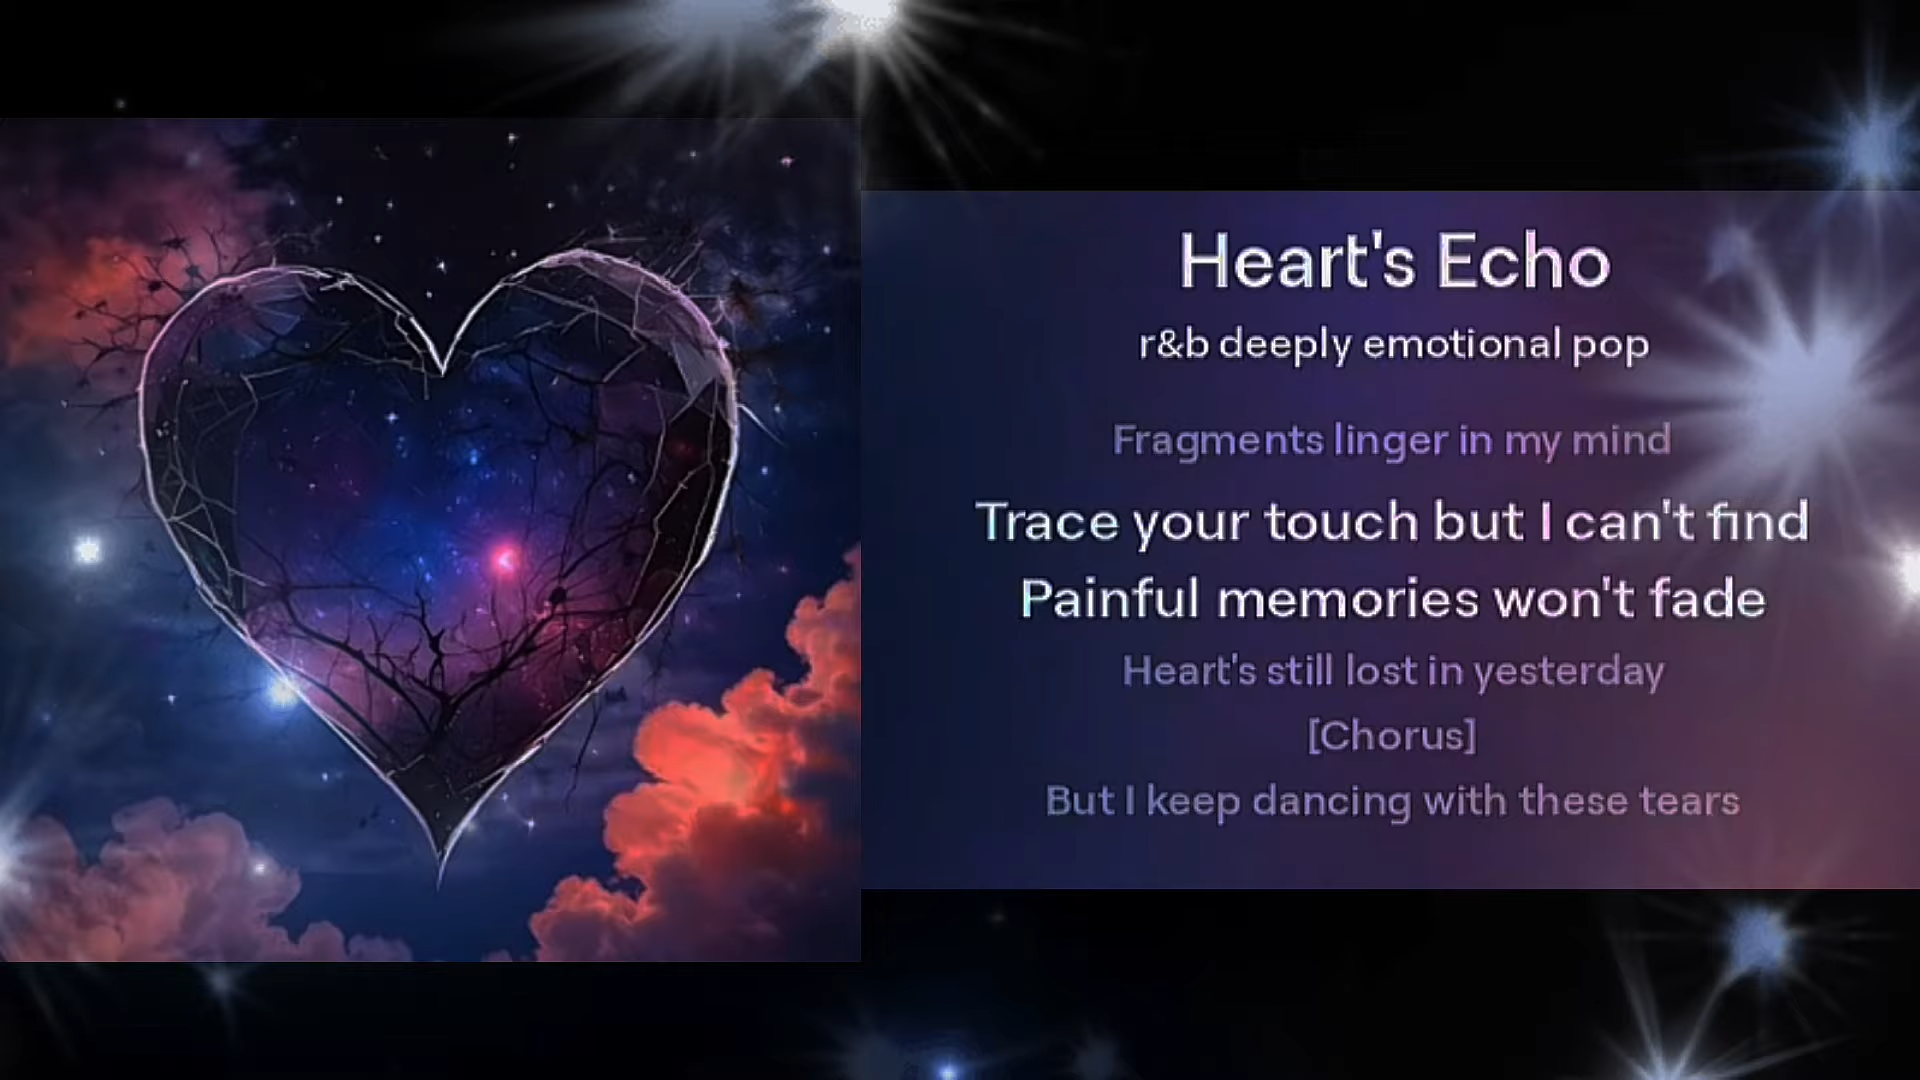 Heart's Echo
r&b deeply emotional pop
Fragments linger in my mind
Trace your touch but I can't find
Painful memories won't fade
Heart's still lost in yesterday
[Chorus]
But I keep dancing with these tears